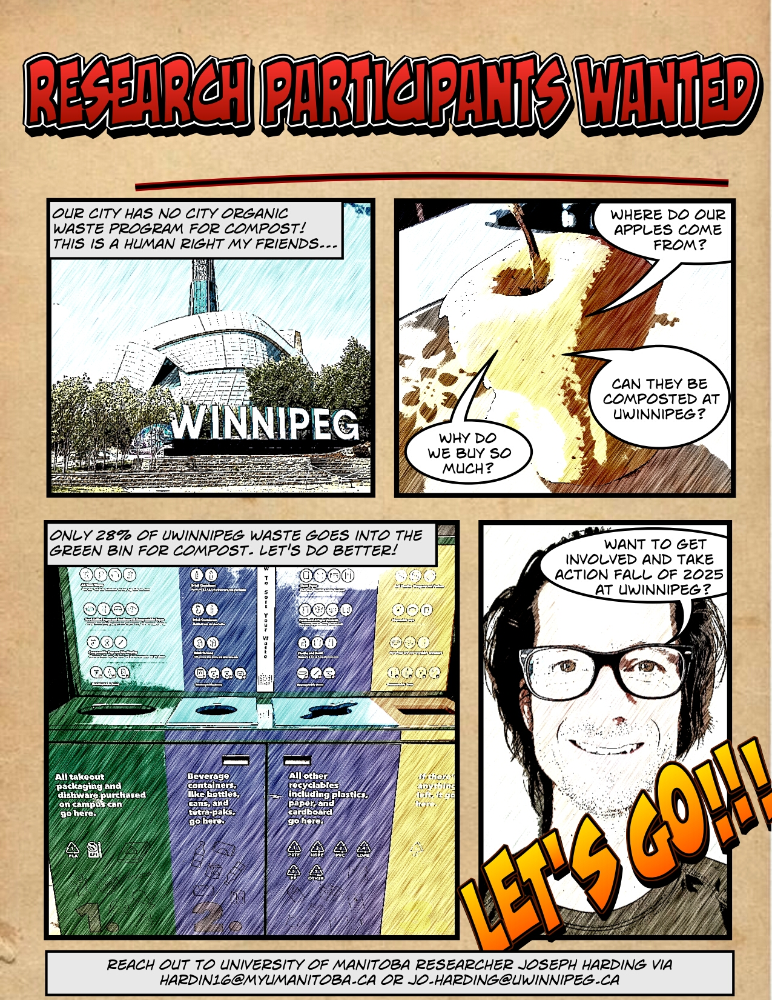 RESEARCH PARTICIPANTS WANTED
OUR CITY HAS NO CITY ORGANIC
WASTE PROGRAM FOR COMPOST!
THIS IS A HUMAN RIGHT MY FRIENDS...
WINNIPEG
WHERE DO OUR
APPLES COME
FROM?
CAN THEY BE
COMPOSTED AT
UWINNIPEG?
WHY DO
WE BUY SO
MUCH?
ONLY 28% OF UWINNIPEG WASTE GOES INTO THE
GREEN BIN FOR COMPOST. LET'S DO BETTER!
To Sort Your Waste
All takeout
packaging and
dishware purchased
on campus can
go here.
PLA
BPI
1.
Beverage
containers,
like bottles,
cans, and
tetra-paks,
go here.
2.
All other
recyclables
including plastics,
paper, and
cardboard
go here.
PETE HDPE PVC LDPE
PP OTHER
If there's
anything
left, it go
here.
WANT TO GET
INVOLVED AND TAKE
ACTION FALL OF 2025
AT UWINNIPEG?
LET'S GO!!!
REACH OUT TO UNIVERSITY OF MANITOBA RESEARCHER JOSEPH HARDING VIA
HARDIN16@MYUMANITOBA.CA OR JO.HARDING@UWINNIPEG.CA